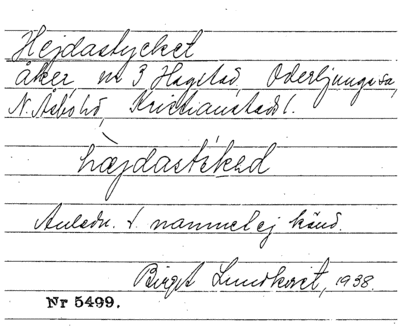 Hejdastycket
åker, nr 3 Hagstad, Oderljunga sn,
N. Åsbo hd, Kristianstads l.
hæjdastékəd
Anledn. t. namnet ej känd.
Birgit Lundkvist, 1938.
Nr 5499.